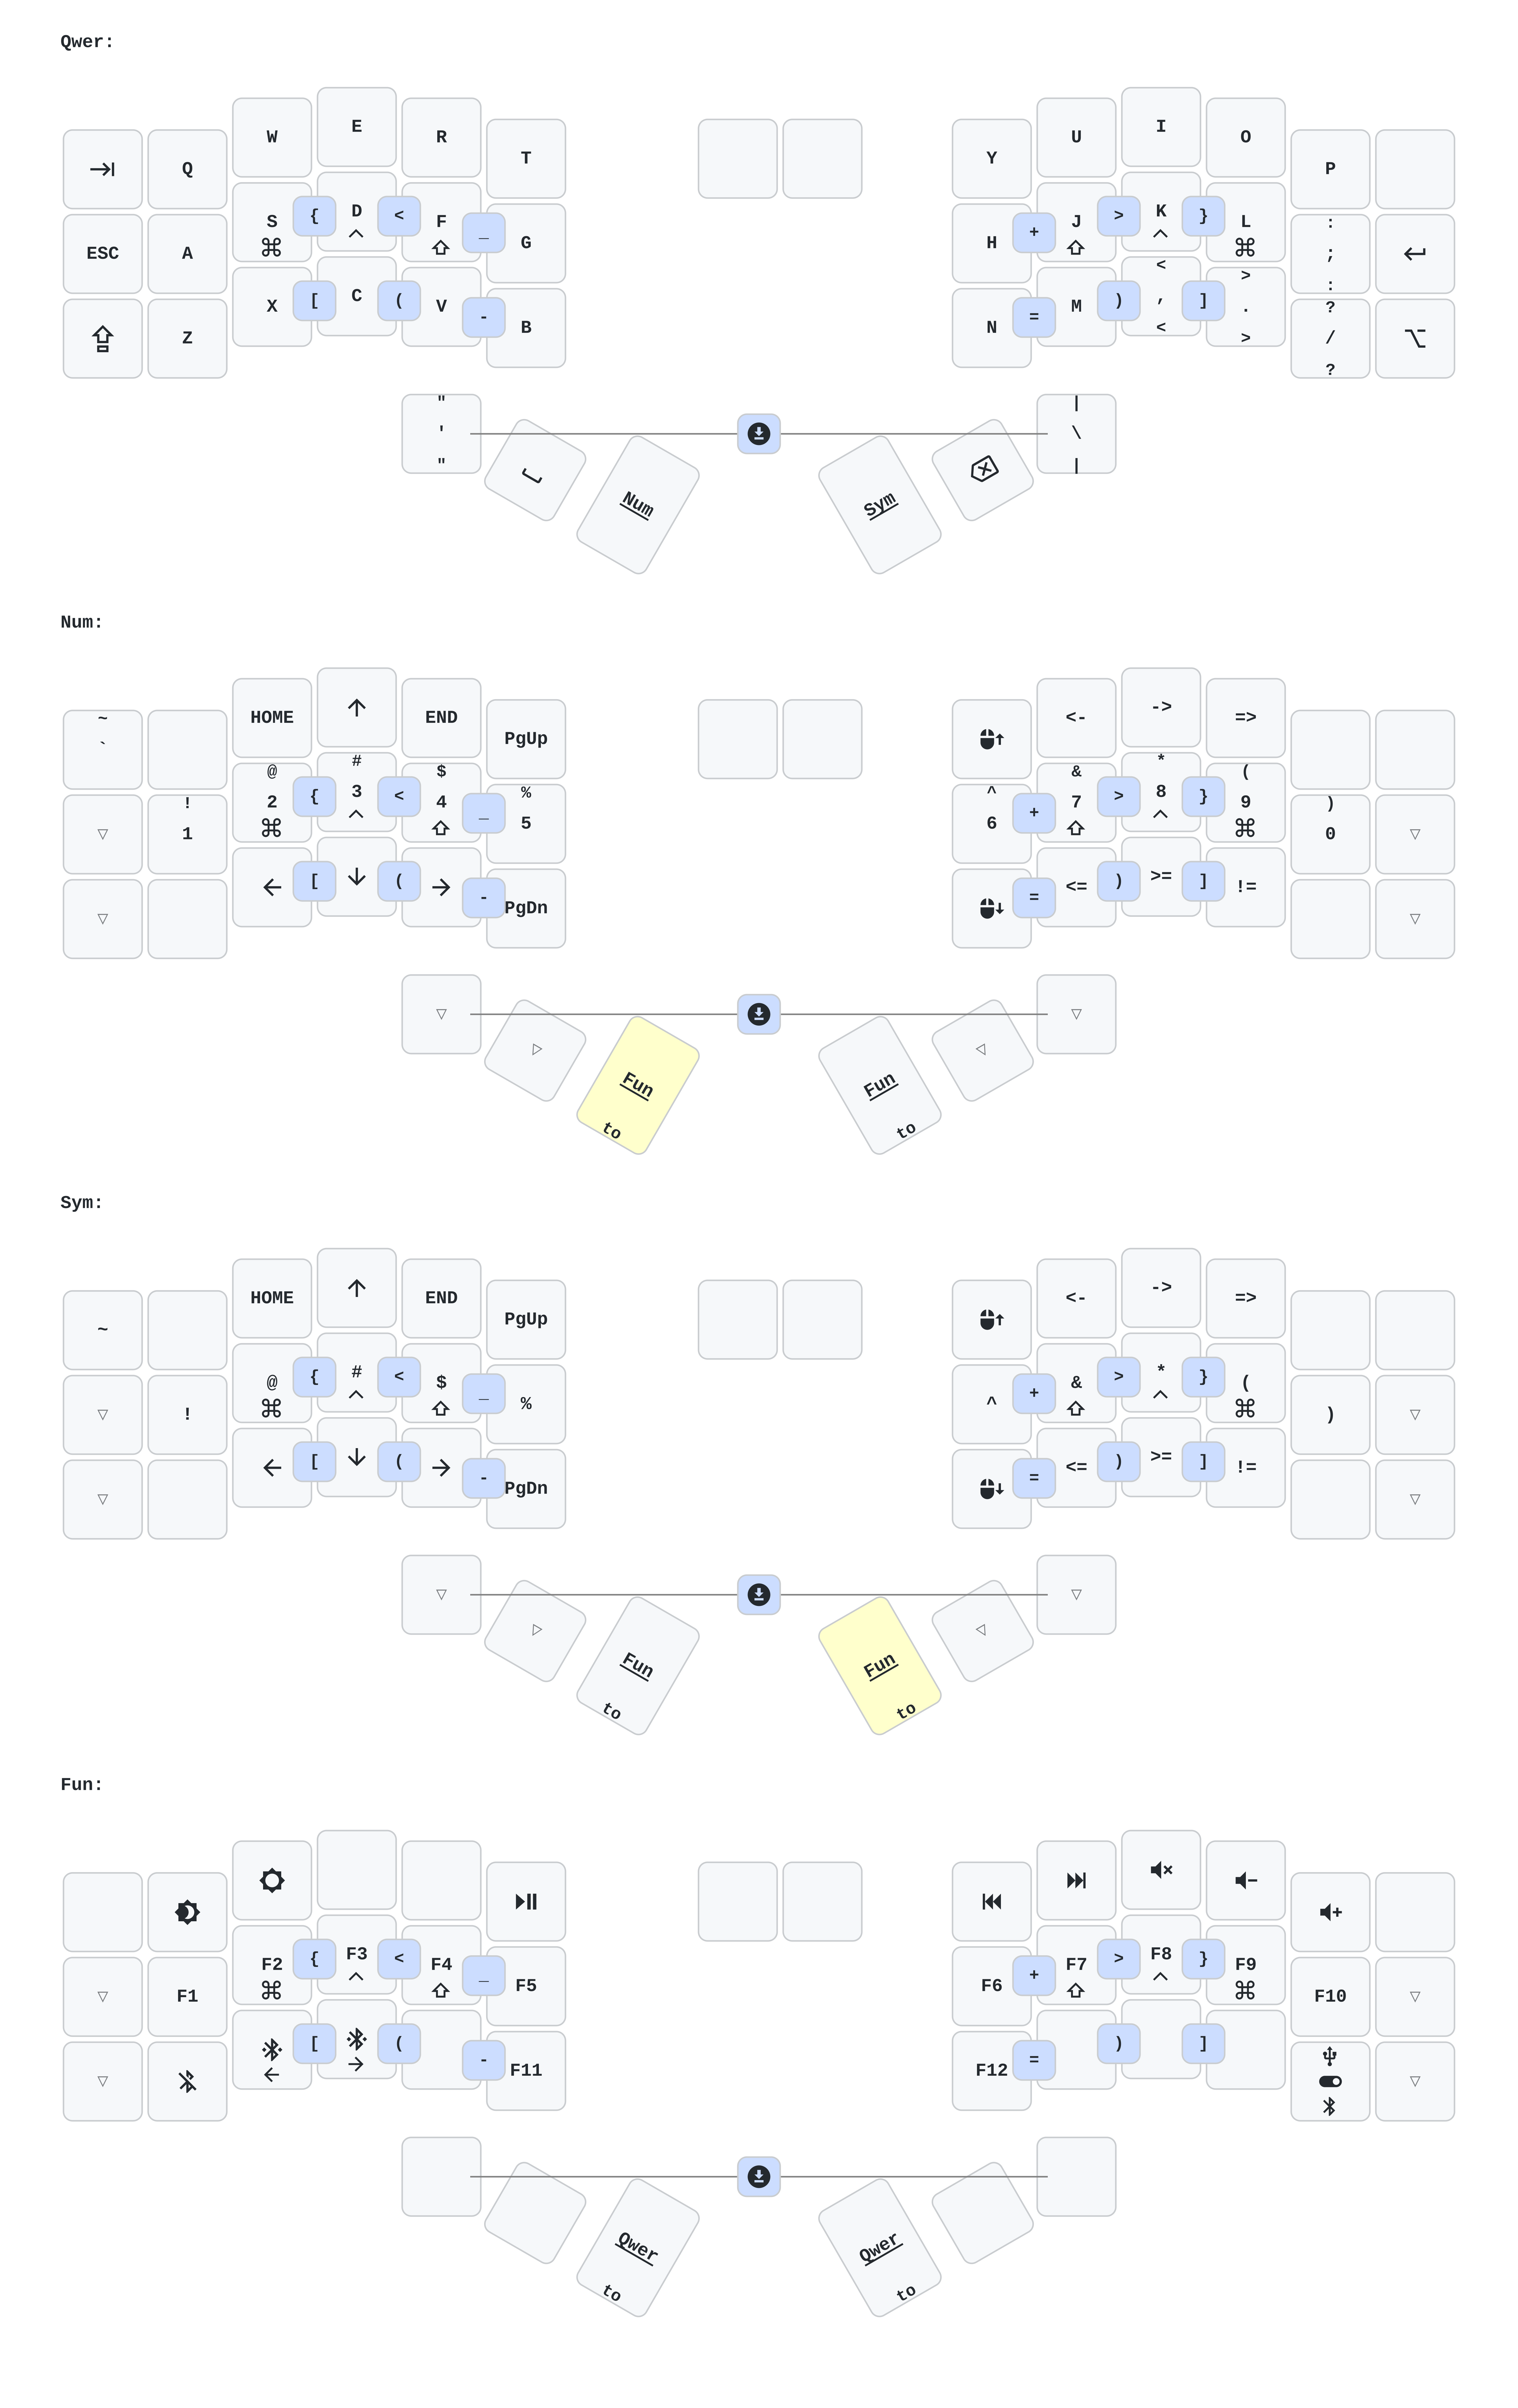 Qwer:
⇥ Q W E R T Y U I O P
ESC A S ⌘ { D ^ < F ⇧ _ G H + J ⇧ > K ^ } L ⌘ : ; : ↵
⇪ Z X [ C ( V - B N = M ) < , < ] > . > ? / ? ⌥
" ' " ⎵ Num Sym ⌫ | \ |
Num:
~ ` HOME ↑ END PgUp <- -> =>
▽ ! 1 @ 2 ⌘ { # 3 ^ < $ 4 ⇧ _ % 5 ^ 6 + & 7 ⇧ > * 8 ^ } ( 9 ⌘ ) 0 ▽
▽ ← [ ↓ ( → - PgDn = <= ) >= ] != ▽
▽ ▽ Fun to Fun to ▽ ▽
Sym:
~ HOME ↑ END PgUp <- -> =>
▽ ! @ ⌘ { # ^ < $ ⇧ _ % ^ + & ⇧ > * ^ } ( ⌘ ) ▽
▽ ← [ ↓ ( → - PgDn = <= ) >= ] != ▽
▽ ▽ Fun to Fun to ▽ ▽
Fun:
▽ F1 F2 ⌘ { F3 ^ < F4 ⇧ _ F5 F6 + F7 ⇧ > F8 ^ } F9 ⌘ F10 ▽
▽ ← [ → ( - F11 F12 = ) ] ▽
Qwer to Qwer to